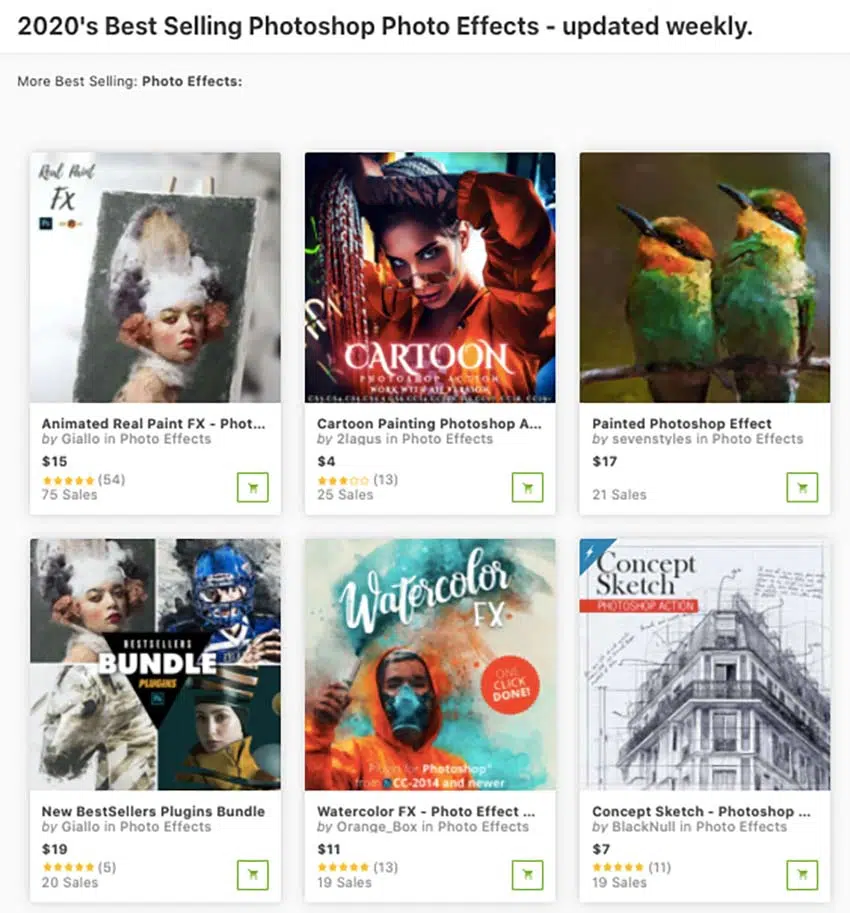 2020's Best Selling Photoshop Photo Effects - updated weekly.
More Best Selling: Photo Effects:
Real Paint
Fx
Ps
CARTOON
PHOTOSHOP ACTION
WORK WITH ALL VERSION
Animated Real Paint FX - Phot...
by Giallo in Photo Effects
$15
(54)
75 Sales
Cartoon Painting Photoshop A...
by 2lagus in Photo Effects
$4
(13)
25 Sales
Painted Photoshop Effect
by sevenstyles in Photo Effects
$17
21 Sales
BESTSELLERS
BUNDLE
PLUGINS
Ps
Watercolor
FX
ONE
CLICK
DONE!
Plugin for Photoshop®
from CC-2014 and newer
Concept
Sketch
PHOTOSHOP ACTION
New BestSellers Plugins Bundle
by Giallo in Photo Effects
$19
(5)
20 Sales
Watercolor FX - Photo Effect ...
by Orange_Box in Photo Effects
$11
(13)
19 Sales
Concept Sketch - Photoshop ...
by BlackNull in Photo Effects
$7
(11)
19 Sales